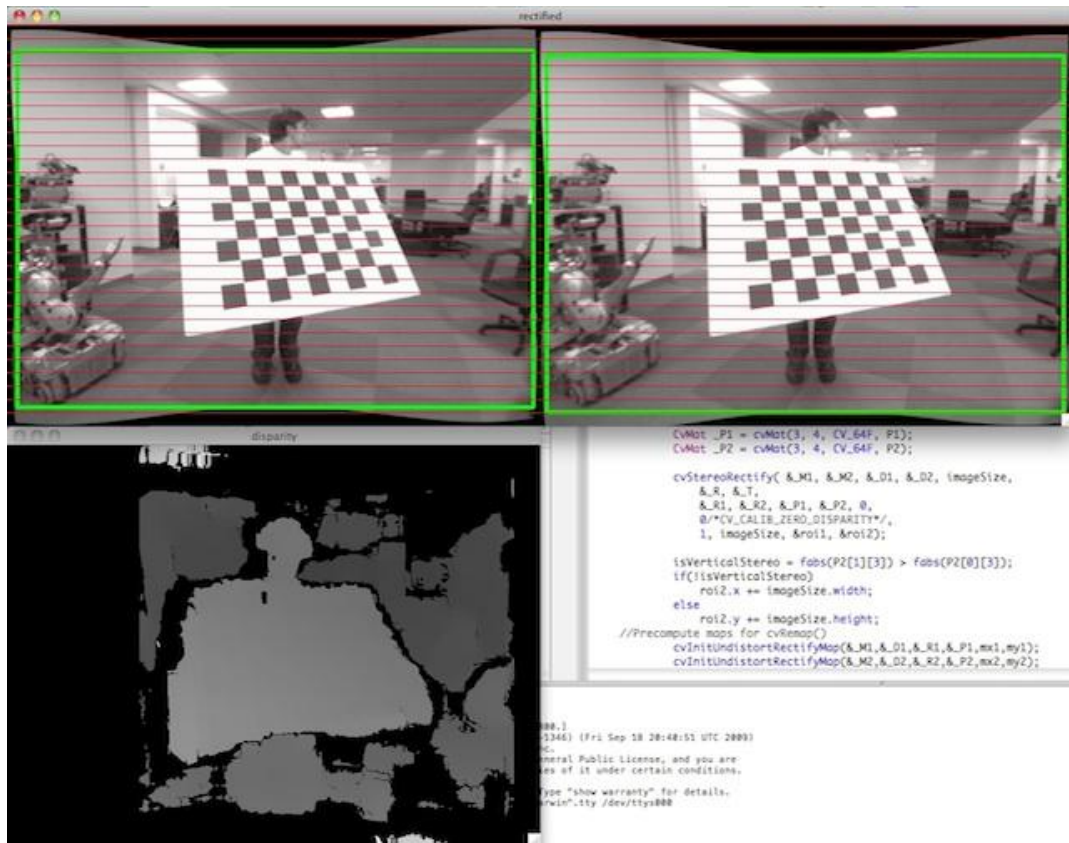 rectified
disparity
CvMat _P1 = cvMat(3, 4, CV_64F, P1);
CvMat _P2 = cvMat(3, 4, CV_64F, P2);
cvStereoRectify( &_M1, &_M2, &_D1, &_D2, imageSize,
&_R, &_T,
&_R1, &_R2, &_P1, &_P2, 0,
0/*CV_CALIB_ZERO_DISPARITY*/,
1, imageSize, &roi1, &roi2);
isVerticalStereo = fabs(P2[1][3]) > fabs(P2[0][3]);
if(!isVerticalStereo)
roi2.x += imageSize.width;
else
roi2.y += imageSize.height;
//Precompute maps for cvRemap()
cvInitUndistortRectifyMap(&_M1,&_D1,&_R1,&_P1,mx1,my1);
cvInitUndistortRectifyMap(&_M2,&_D2,&_R2,&_P2,mx2,my2);
(Fri Sep 18 20:40:51 UTC 2009)
General Public License, and you are
of it under certain conditions.
"show warranty" for details.
.tty /dev/ttys000